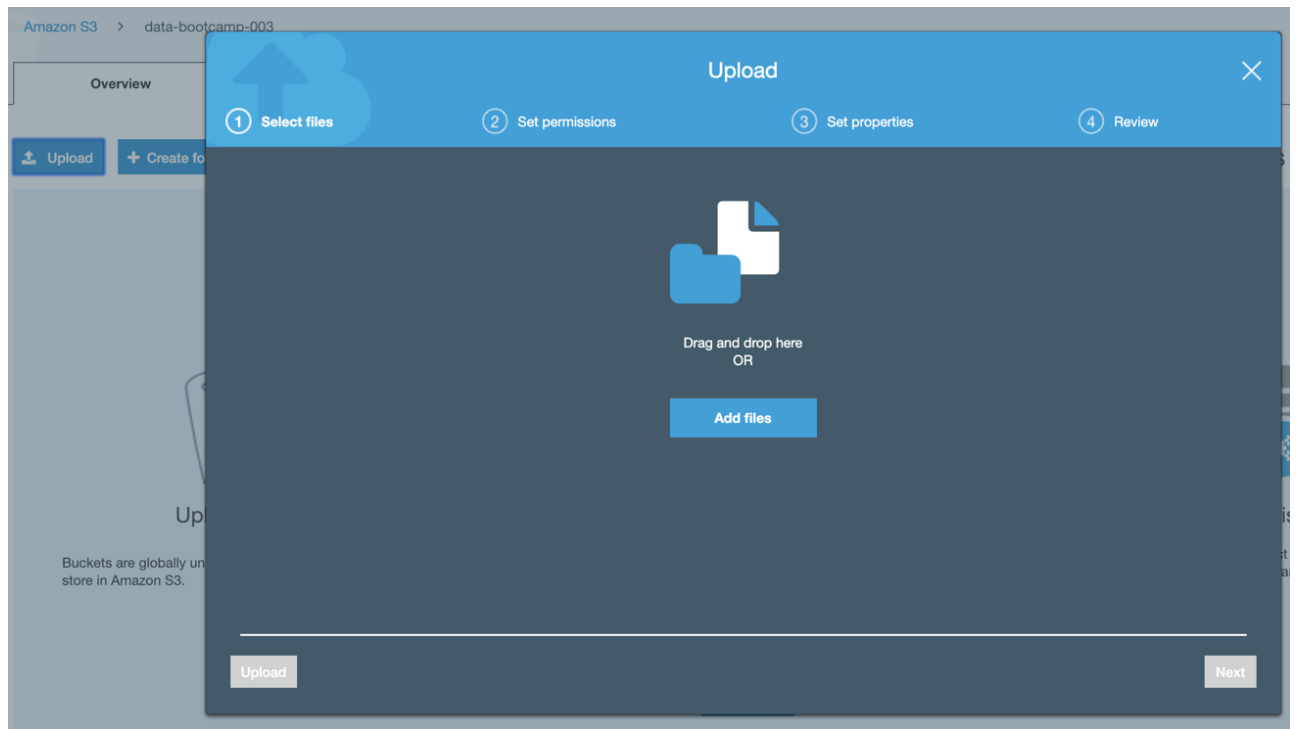 Amazon S3 > data-bootcamp-003
Overview
Upload
1 Select files
2 Set permissions
3 Set properties
4 Review
Upload
+ Create fo
Drag and drop here
OR
Add files
Upl
Buckets are globally un
store in Amazon S3.
Upload
Next